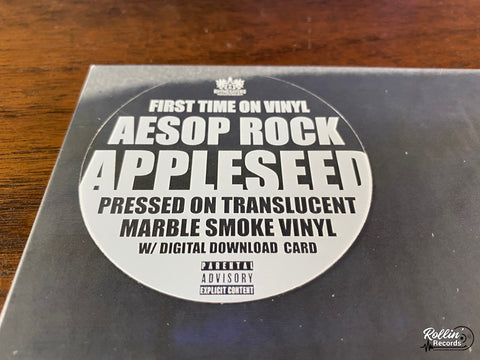 FIRST TIME ON VINYL
AESOP ROCK
APPLESEED
PRESSED ON TRANSLUCENT
MARBLE SMOKE VINYL
W/ DIGITAL DOWNLOAD CARD
PARENTAL
ADVISORY
EXPLICIT CONTENT
Rollin
Records